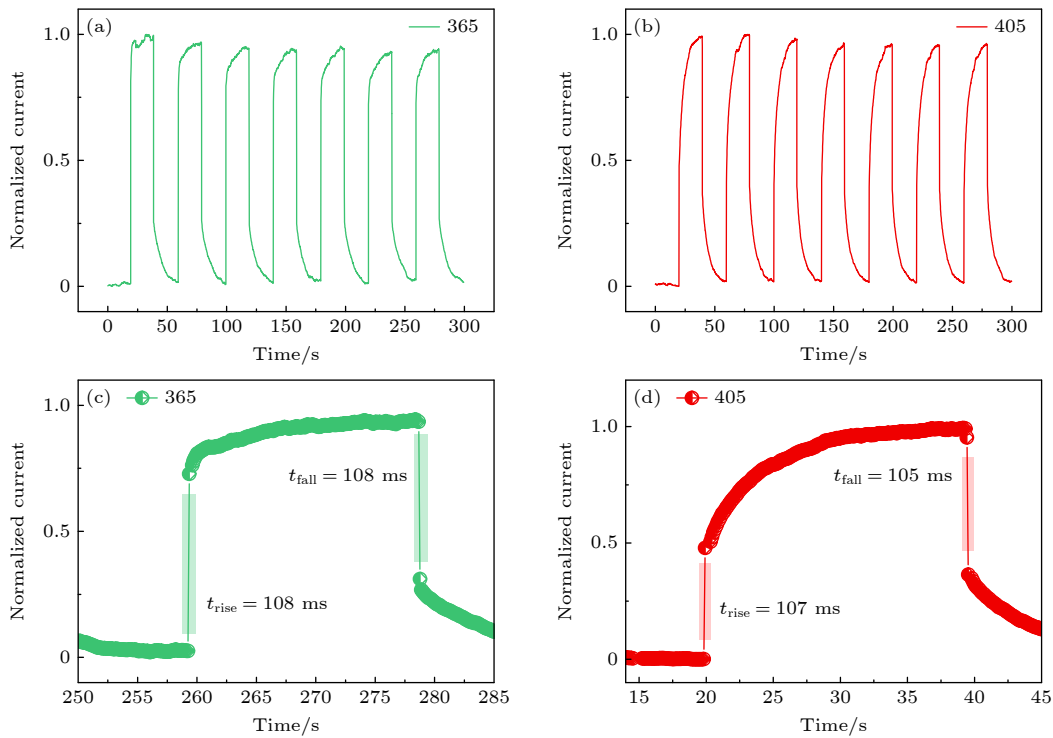 (a)
365
1.0
0.5
0
Normalized current
0 50 100 150 200 250 300
Time/s
(b)
405
1.0
0.5
0
Normalized current
0 50 100 150 200 250 300
Time/s
(c)
365
1.0
0.5
0
Normalized current
t_fall = 108 ms
t_rise = 108 ms
250 255 260 265 270 275 280 285
Time/s
(d)
405
1.0
0.5
0
Normalized current
t_fall = 105 ms
t_rise = 107 ms
15 20 25 30 35 40 45
Time/s